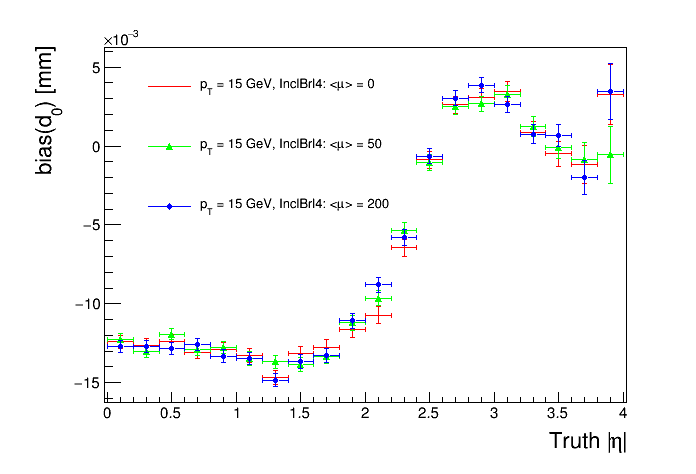 ×10⁻³
bias(d₀) [mm]
5
0
−5
−10
−15
p_T = 15 GeV, InclBrl4: <μ> = 0
p_T = 15 GeV, InclBrl4: <μ> = 50
p_T = 15 GeV, InclBrl4: <μ> = 200
0 0.5 1 1.5 2 2.5 3 3.5 4
Truth |η|